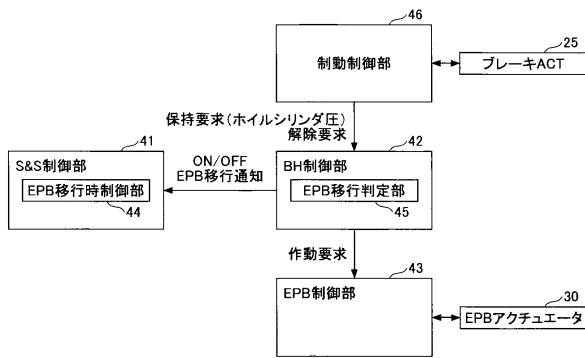 46
制動制御部
25
ブレーキACT
保持要求(ホイルシリンダ圧)
解除要求
41
S&S制御部
EPB移行時制御部
44
ON/OFF
EPB移行通知
42
BH制御部
EPB移行判定部
45
作動要求
43
EPB制御部
30
EPBアクチュエータ